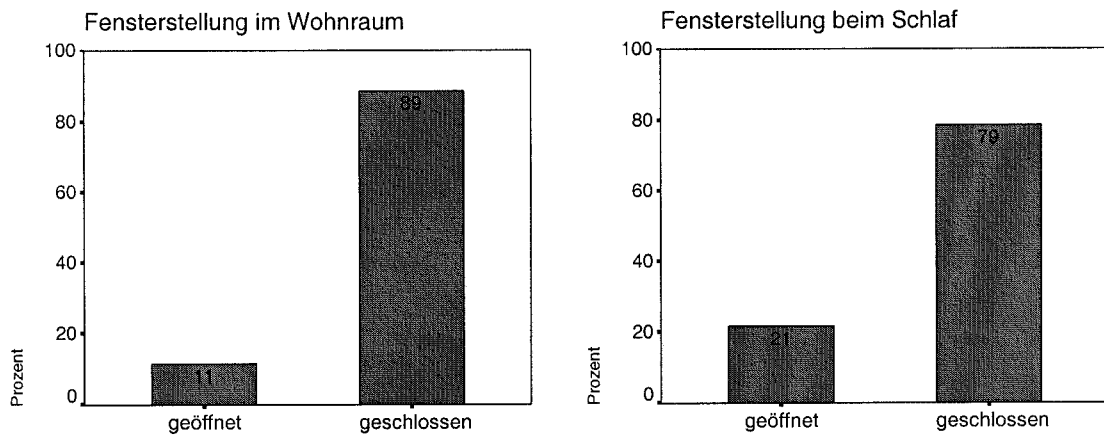 Fensterstellung im Wohnraum
100
80
60
40
20
0
Prozent
89
11
geöffnet
geschlossen
Fensterstellung beim Schlaf
100
80
60
40
20
0
Prozent
79
21
geöffnet
geschlossen